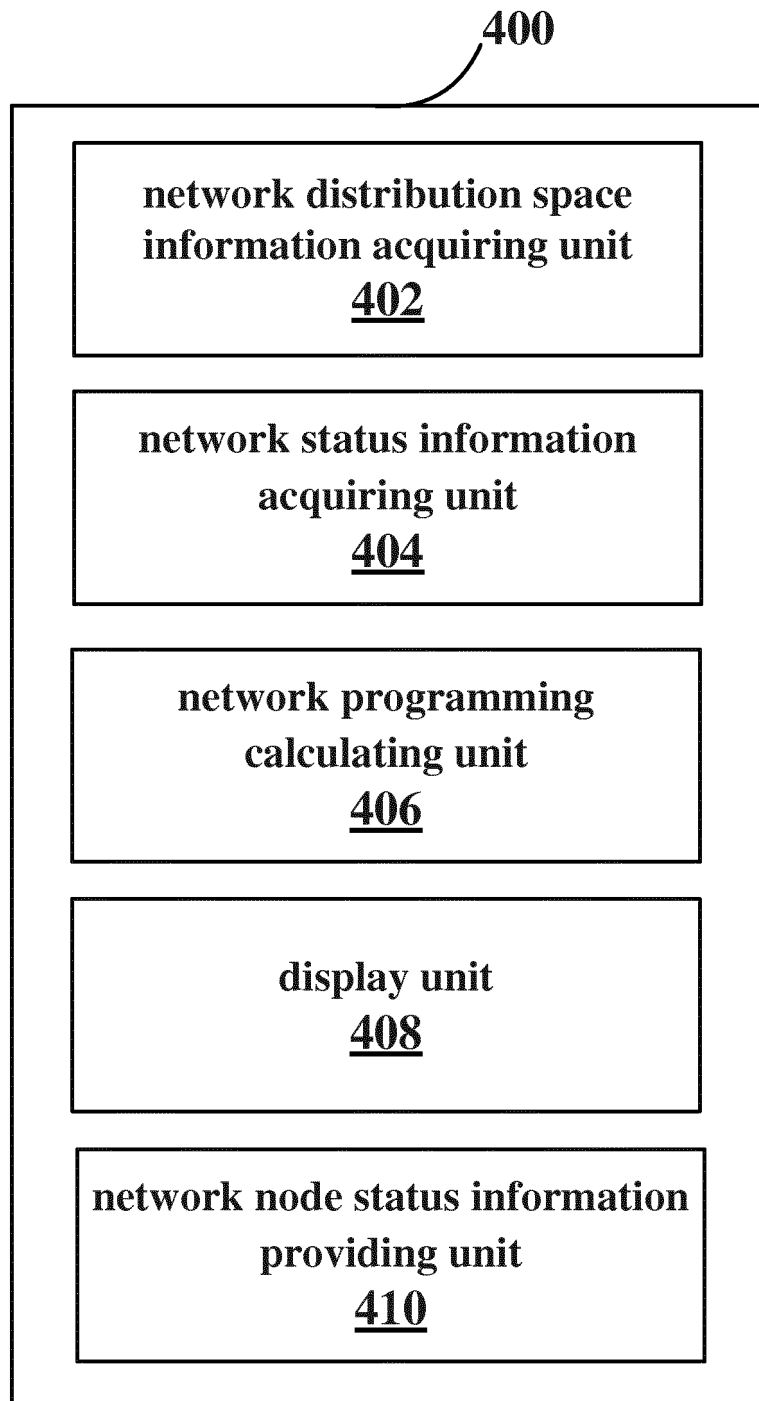 400
network distribution space
information acquiring unit
402
network status information
acquiring unit
404
network programming
calculating unit
406
display unit
408
network node status information
providing unit
410